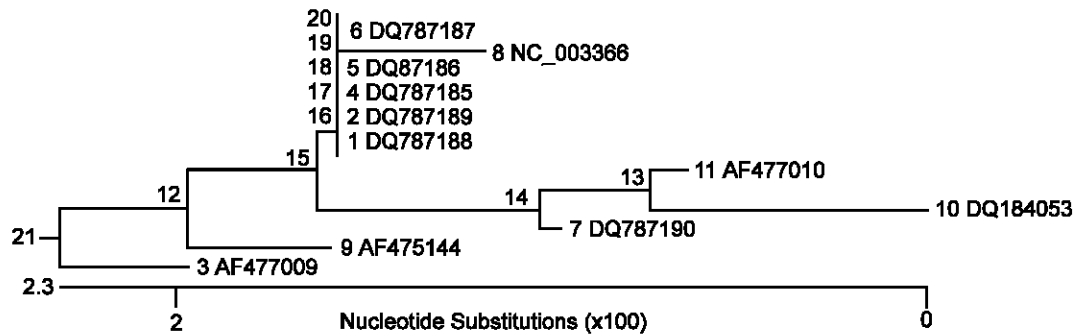 20
6 DQ787187
19
8 NC_003366
18
5 DQ87186
17
4 DQ787185
16
2 DQ787189
1 DQ787188
15
13
11 AF477010
12
14
10 DQ184053
7 DQ787190
21
9 AF475144
3 AF477009
2.3
2
Nucleotide Substitutions (x100)
0